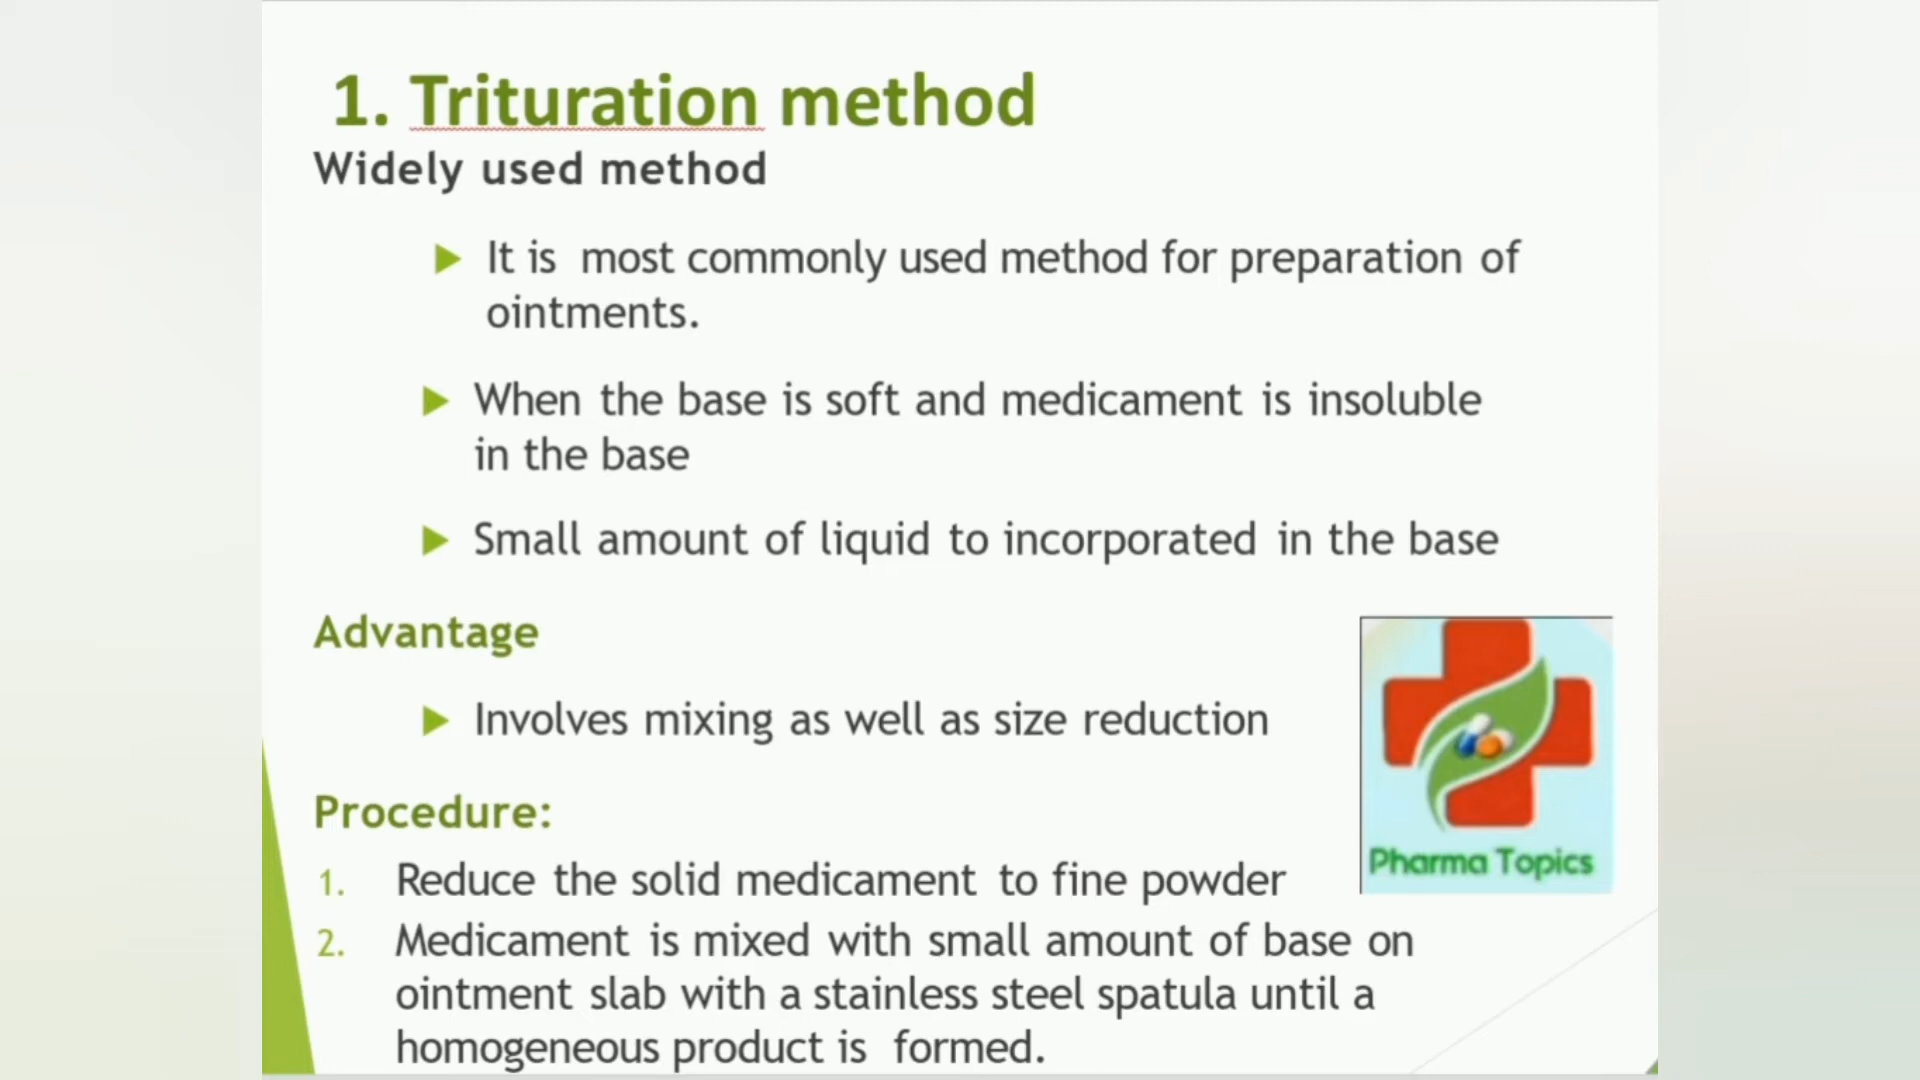 1. Trituration method
Widely used method
It is most commonly used method for preparation of
ointments.
When the base is soft and medicament is insoluble
in the base
Small amount of liquid to incorporated in the base
Advantage
Involves mixing as well as size reduction
Procedure:
1. Reduce the solid medicament to fine powder
2. Medicament is mixed with small amount of base on
ointment slab with a stainless steel spatula until a
homogeneous product is formed.
Pharma Topics